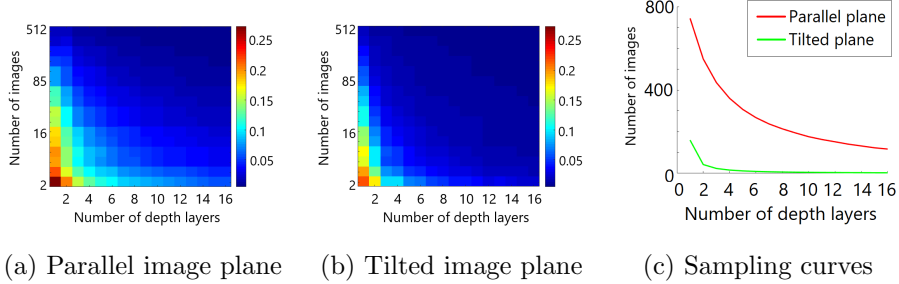 Number of images
512
85
16
2
2 4 6 8 10 12 14 16
Number of depth layers
0.25
0.2
0.15
0.1
0.05
(a) Parallel image plane
Number of images
512
85
16
2
2 4 6 8 10 12 14 16
Number of depth layers
0.25
0.2
0.15
0.1
0.05
(b) Tilted image plane
Number of images
800
400
0
0 2 4 6 8 10 12 14 16
Number of depth layers
Parallel plane
Tilted plane
(c) Sampling curves